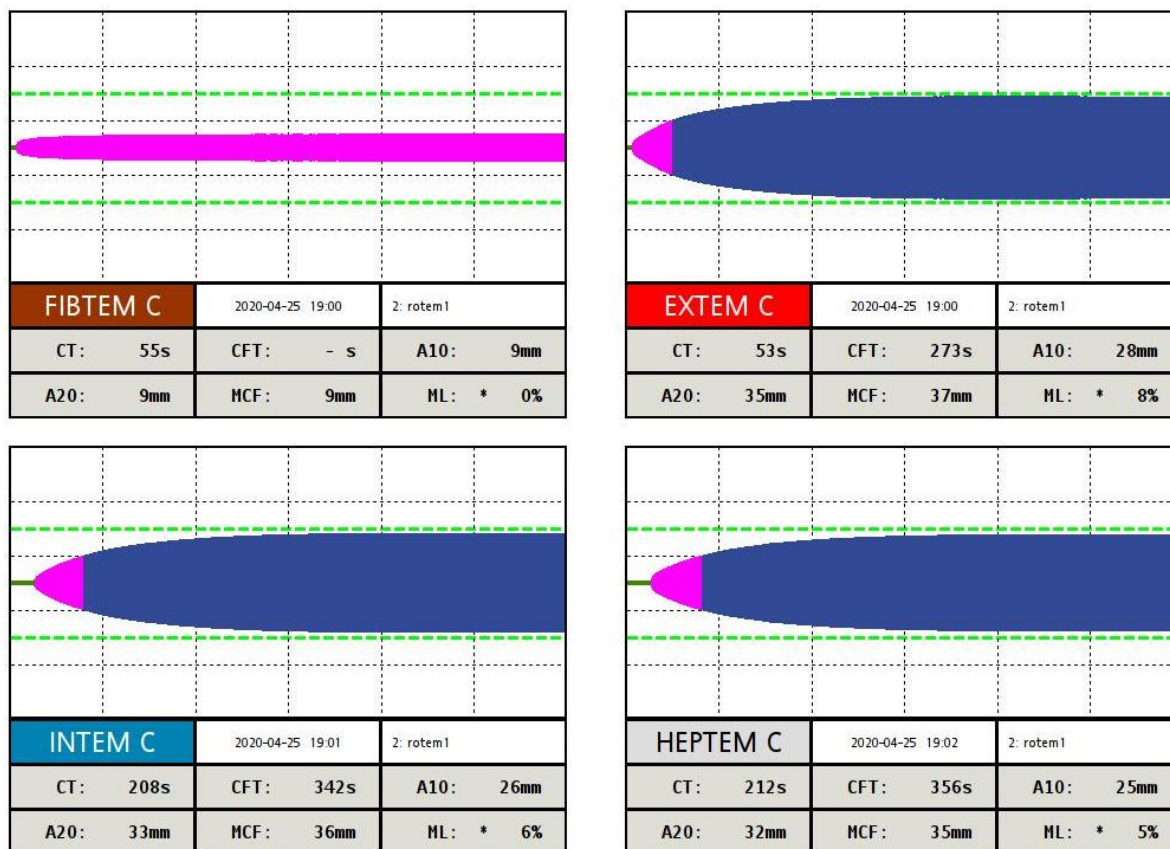 FIBTEM C 2020-04-25 19:00 2: rotem1
CT: 55s CFT: - s A10: 9mm
A20: 9mm MCF: 9mm ML: * 0%
EXTEM C 2020-04-25 19:00 2: rotem1
CT: 53s CFT: 273s A10: 28mm
A20: 35mm MCF: 37mm ML: * 8%
INTEM C 2020-04-25 19:01 2: rotem1
CT: 208s CFT: 342s A10: 26mm
A20: 33mm MCF: 36mm ML: * 6%
HEPTEM C 2020-04-25 19:02 2: rotem1
CT: 212s CFT: 356s A10: 25mm
A20: 32mm MCF: 35mm ML: * 5%